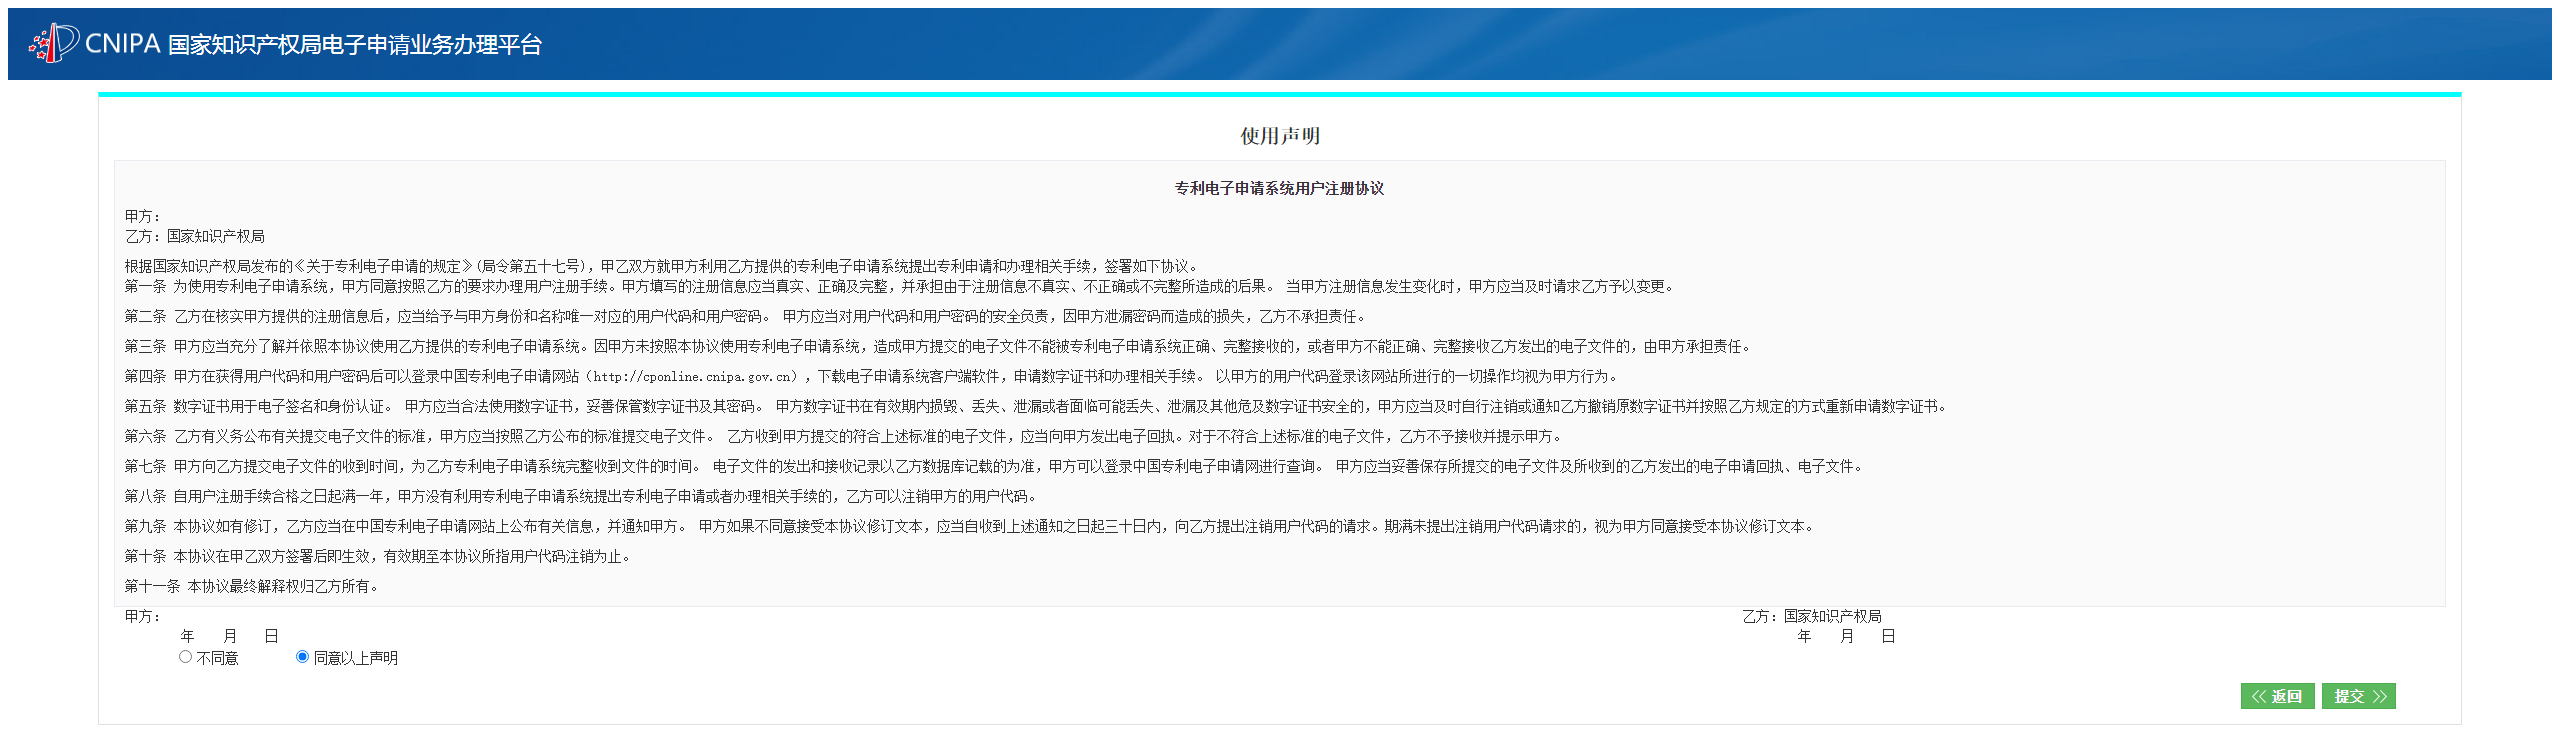 CNIPA 国家知识产权局电子申请业务办理平台
使用声明
专利电子申请系统用户注册协议
甲方：
乙方：国家知识产权局
根据国家知识产权局发布的《关于专利电子申请的规定》(局令第五十七号)，甲乙双方就甲方利用乙方提供的专利电子申请系统提出专利申请和办理相关手续，签署如下协议。
第一条 为使用专利电子申请系统，甲方同意按照乙方的要求办理用户注册手续。甲方填写的注册信息应当真实、正确及完整，并承担由于注册信息不真实、不正确或不完整所造成的后果。 当甲方注册信息发生变化时，甲方应当及时请求乙方予以变更。
第二条 乙方在核实甲方提供的注册信息后，应当给予与甲方身份和名称唯一对应的用户代码和用户密码。 甲方应当对用户代码和用户密码的安全负责，因甲方泄漏密码而造成的损失，乙方不承担责任。
第三条 甲方应当充分了解并依照本协议使用乙方提供的专利电子申请系统。因甲方未按照本协议使用专利电子申请系统，造成甲方提交的电子文件不能被专利电子申请系统正确、完整接收的，或者甲方不能正确、完整接收乙方发出的电子文件的，由甲方承担责任。
第四条 甲方在获得用户代码和用户密码后可以登录中国专利电子申请网站（http://cponline.cnipa.gov.cn），下载电子申请系统客户端软件，申请数字证书和办理相关手续。 以甲方的用户代码登录该网站所进行的一切操作均视为甲方行为。
第五条 数字证书用于电子签名和身份认证。 甲方应当合法使用数字证书，妥善保管数字证书及其密码。 甲方数字证书在有效期内损毁、丢失、泄漏或者面临可能丢失、泄漏及其他危及数字证书安全的，甲方应当及时自行注销或通知乙方撤销原数字证书并按照乙方规定的方式重新申请数字证书。
第六条 乙方有义务公布有关提交电子文件的标准，甲方应当按照乙方公布的标准提交电子文件。 乙方收到甲方提交的符合上述标准的电子文件，应当向甲方发出电子回执。对于不符合上述标准的电子文件，乙方不予接收并提示甲方。
第七条 甲方向乙方提交电子文件的收到时间，为乙方专利电子申请系统完整收到文件的时间。 电子文件的发出和接收记录以乙方数据库记载的为准，甲方可以登录中国专利电子申请网进行查询。 甲方应当妥善保存所提交的电子文件及所收到的乙方发出的电子申请回执、电子文件。
第八条 自用户注册手续合格之日起满一年，甲方没有利用专利电子申请系统提出专利电子申请或者办理相关手续的，乙方可以注销甲方的用户代码。
第九条 本协议如有修订，乙方应当在中国专利电子申请网站上公布有关信息，并通知甲方。 甲方如果不同意接受本协议修订文本，应当自收到上述通知之日起三十日内，向乙方提出注销用户代码的请求。期满未提出注销用户代码请求的，视为甲方同意接受本协议修订文本。
第十条 本协议在甲乙双方签署后即生效，有效期至本协议所指用户代码注销为止。
第十一条 本协议最终解释权归乙方所有。
甲方： 乙方：国家知识产权局
年 月 日 年 月 日
不同意 同意以上声明
返回 提交